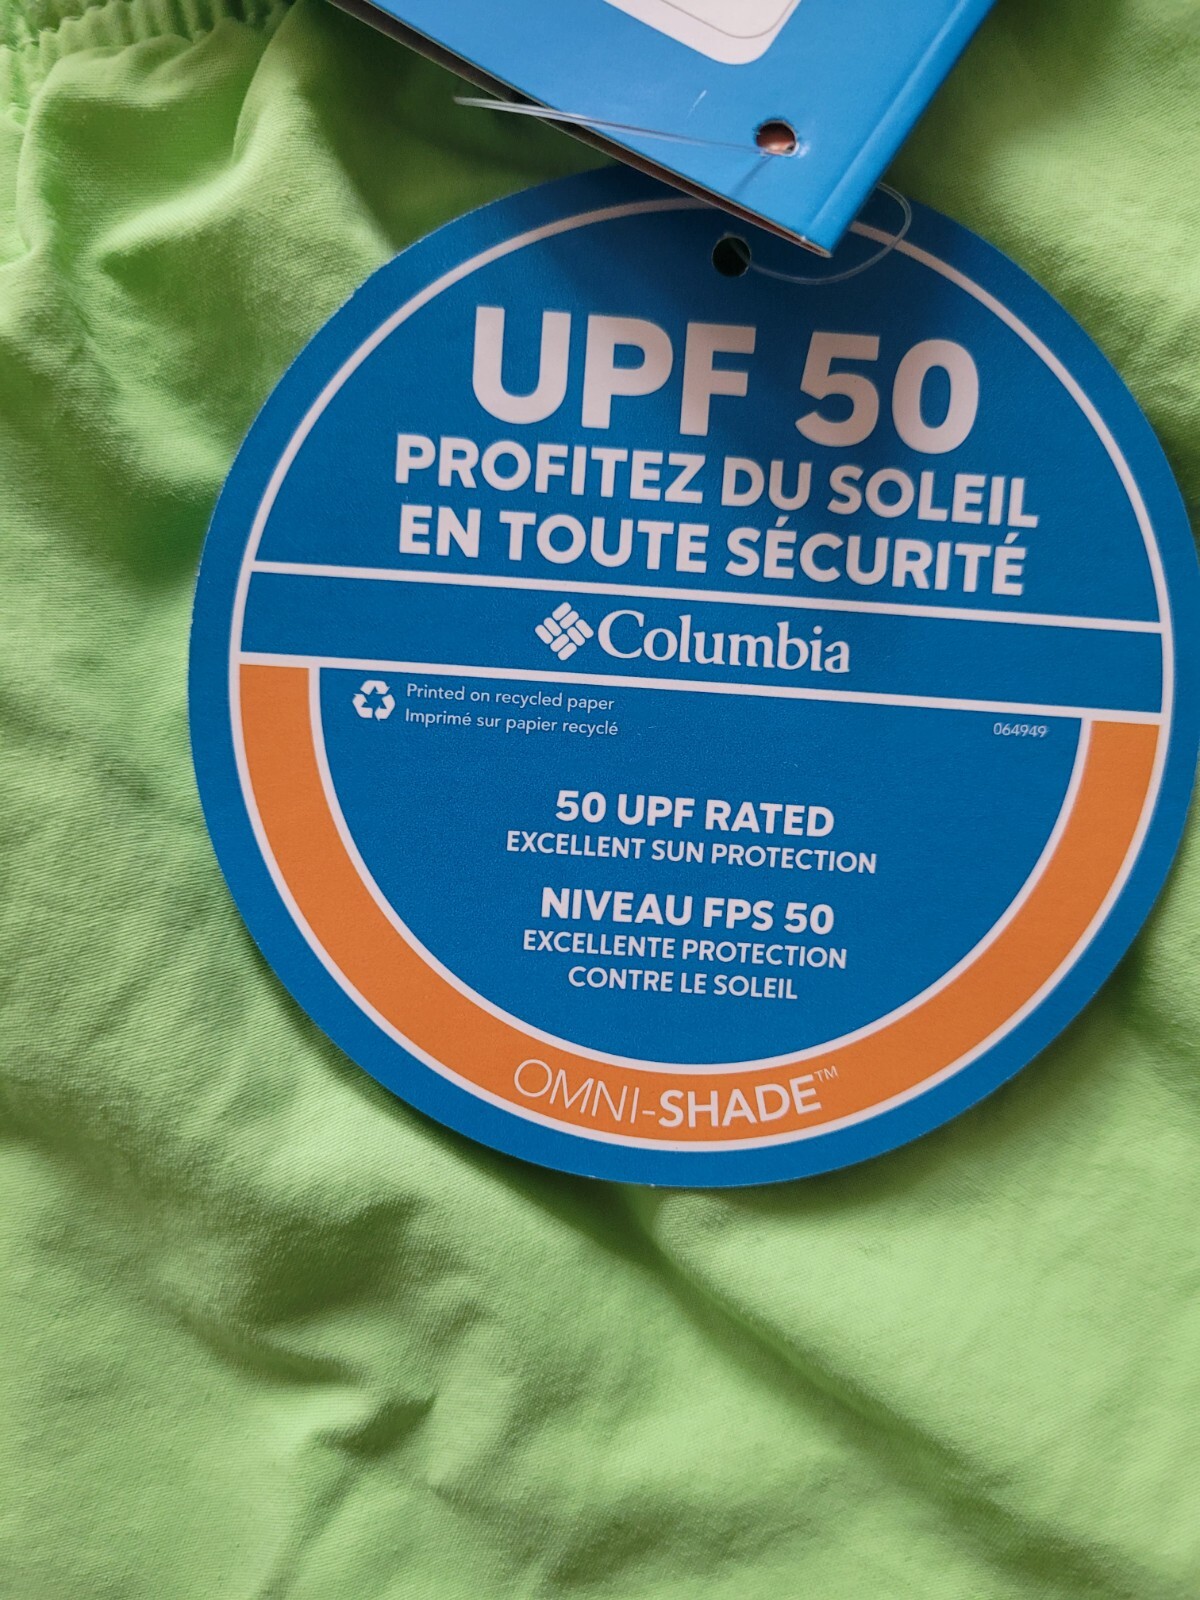 UPF 50
PROFITEZ DU SOLEIL
EN TOUTE SÉCURITÉ
Columbia
Printed on recycled paper
Imprimé sur papier recyclé
064949
50 UPF RATED
EXCELLENT SUN PROTECTION
NIVEAU FPS 50
EXCELLENTE PROTECTION
CONTRE LE SOLEIL
OMNI-SHADE™